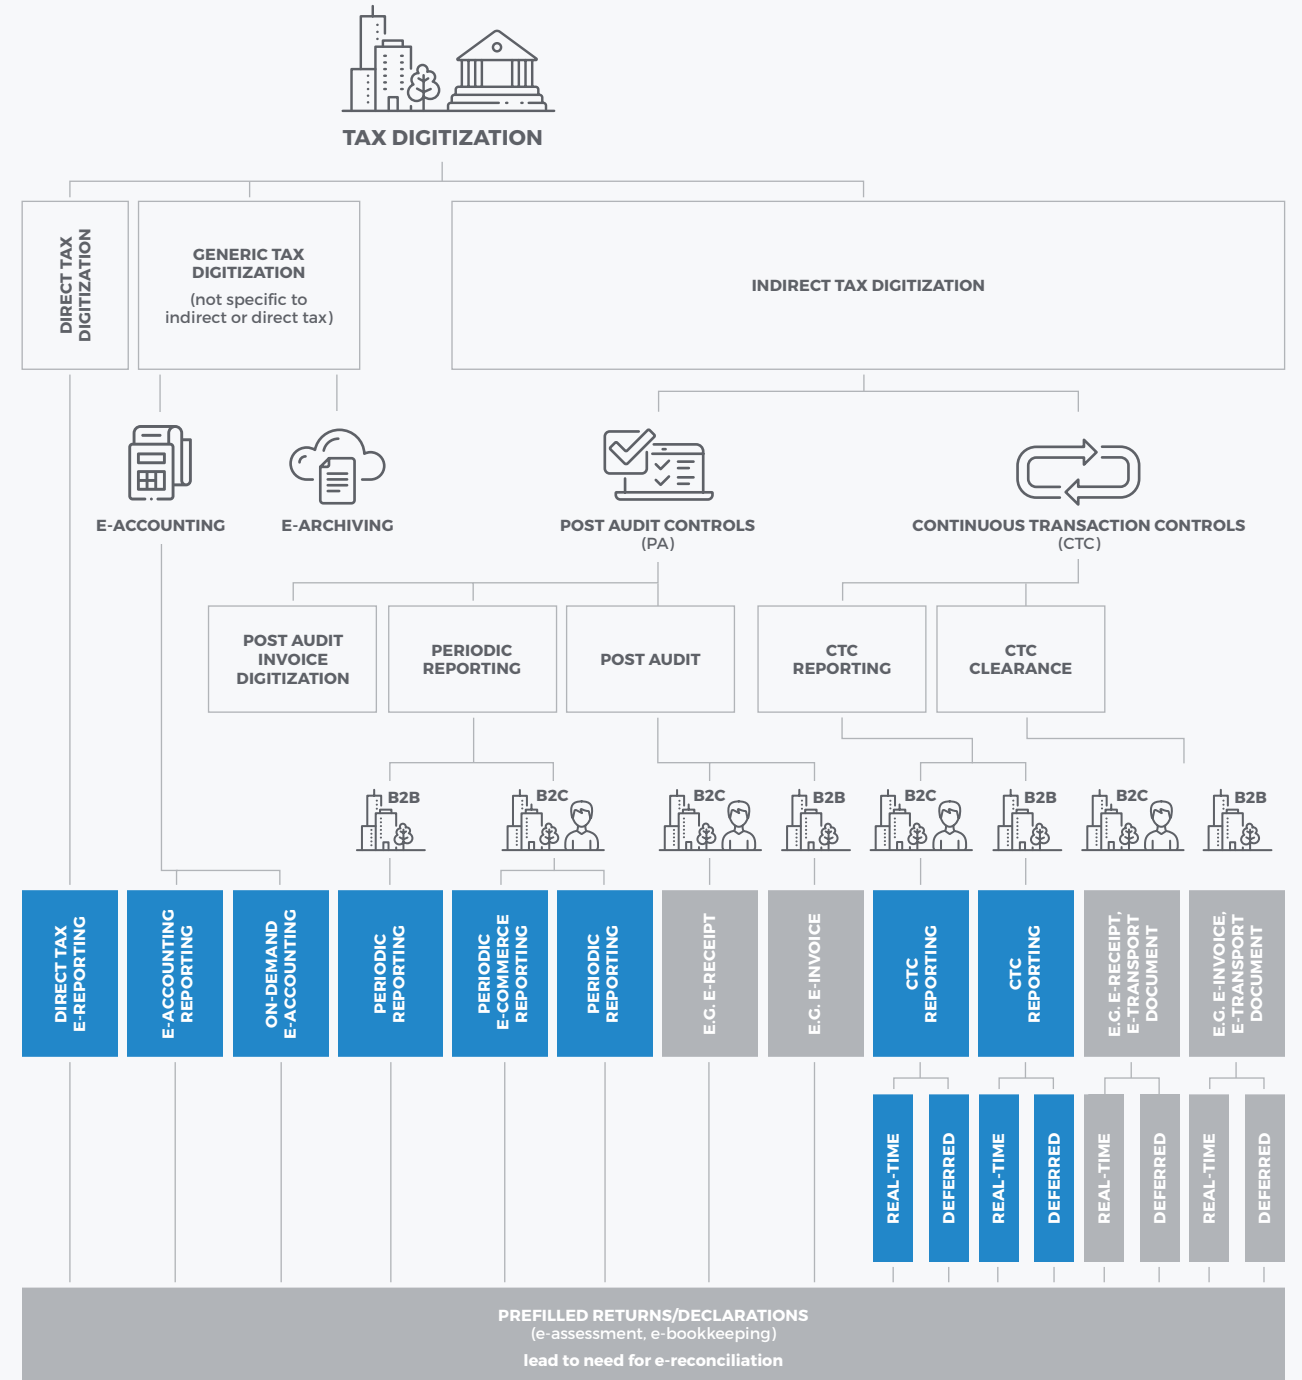 TAX DIGITIZATION
DIRECT TAX
DIGITIZATION
GENERIC TAX
DIGITIZATION
(not specific to
indirect or direct tax)
INDIRECT TAX DIGITIZATION
E-ACCOUNTING
E-ARCHIVING
POST AUDIT CONTROLS
(PA)
CONTINUOUS TRANSACTION CONTROLS
(CTC)
POST AUDIT
INVOICE
DIGITIZATION
PERIODIC
REPORTING
POST AUDIT
CTC
REPORTING
CTC
CLEARANCE
B2B
B2C
B2C
B2B
B2C
B2B
B2C
B2B
DIRECT TAX
E-REPORTING
E-ACCOUNTING
REPORTING
ON-DEMAND
E-ACCOUNTING
PERIODIC
REPORTING
PERIODIC
E-COMMERCE
REPORTING
PERIODIC
REPORTING
E.G. E-RECEIPT
E.G. E-INVOICE
CTC
REPORTING
CTC
REPORTING
E.G. E-RECEIPT,
E-TRANSPORT
DOCUMENT
E.G. E-INVOICE,
E-TRANSPORT
DOCUMENT
REAL-TIME
DEFERRED
REAL-TIME
DEFERRED
REAL-TIME
DEFERRED
REAL-TIME
DEFERRED
PREFILLED RETURNS/DECLARATIONS
(e-assessment, e-bookkeeping)
lead to need for e-reconciliation